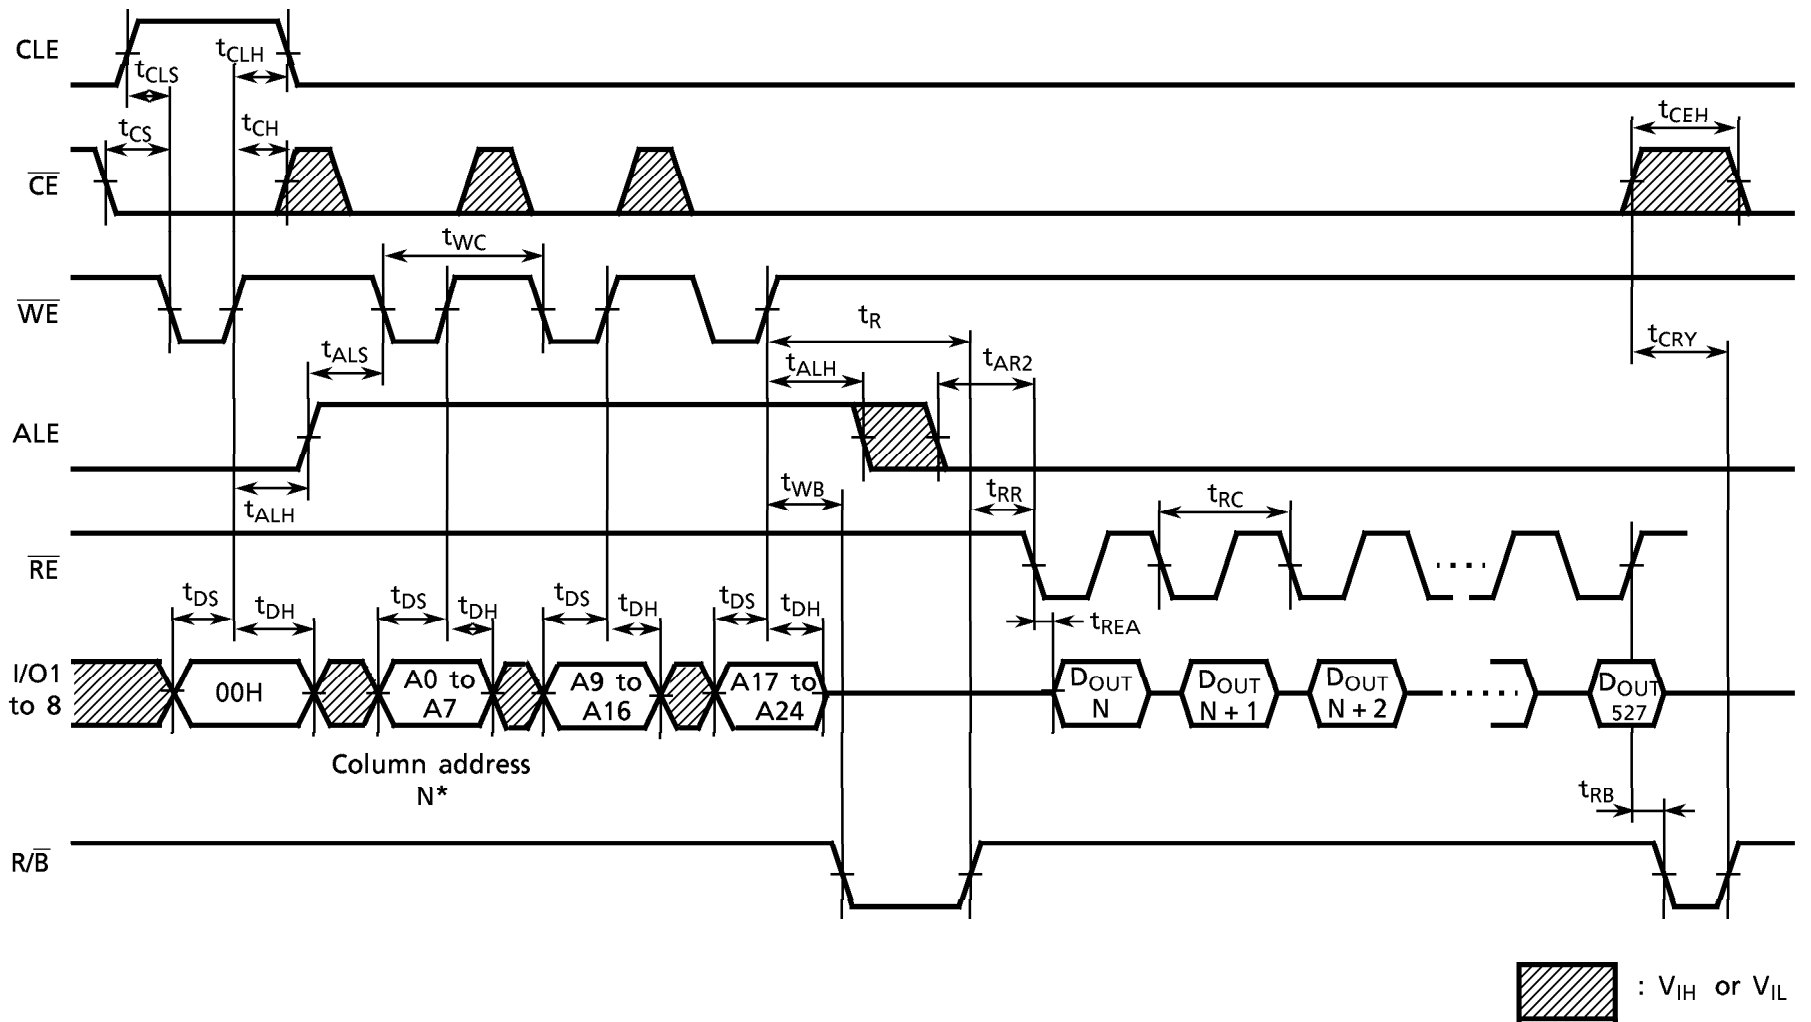 CLE
tCLH
tCLS
tCS
tCH
tCEH
CE
tWC
WE
tR
tCRY
tALS
tALH
tAR2
ALE
tWB
tALH
tRR
tRC
RE
tDS
tDH
tDS
tDH
tDS
tDH
tDS
tDH
tREA
I/O1
to 8
00H
A0 to
A7
A9 to
A16
A17 to
A24
DOUT
N
DOUT
N + 1
DOUT
N + 2
DOUT
527
Column address
N*
tRB
R/B
: VIH or VIL